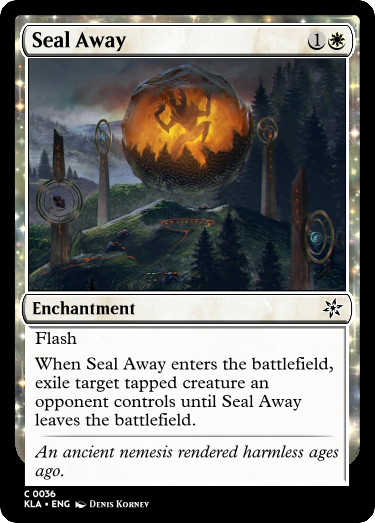 Seal Away 1
Enchantment
Flash
When Seal Away enters the battlefield,
exile target tapped creature an
opponent controls until Seal Away
leaves the battlefield.
An ancient nemesis rendered harmless ages
ago.
C 0036
KLA • ENG Denis Kornev